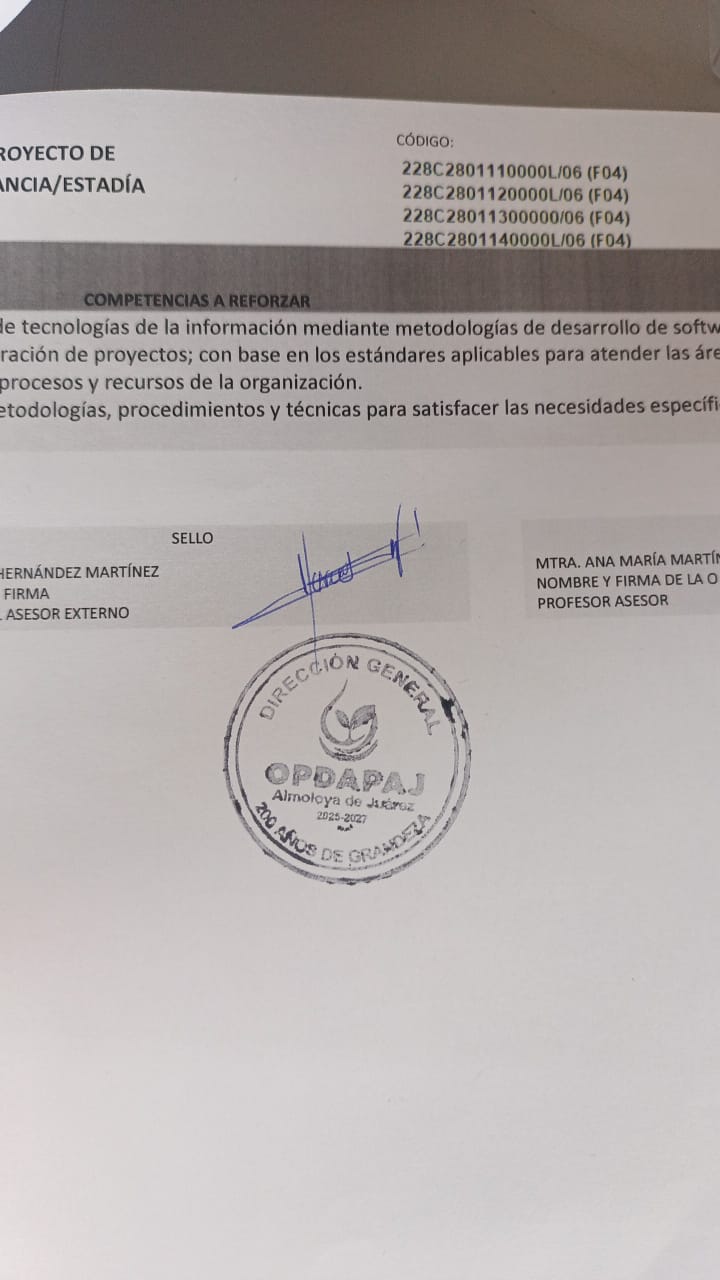 ROYECTO DE
ANCIA/ESTADÍA
CÓDIGO:
228C2801110000L/06 (F04)
228C2801120000L/06 (F04)
228C28011300000/06 (F04)
228C2801140000L/06 (F04)
COMPETENCIAS A REFORZAR
de tecnologías de la información mediante metodologías de desarrollo de softw
ración de proyectos; con base en los estándares aplicables para atender las áre
procesos y recursos de la organización.
etodologías, procedimientos y técnicas para satisfacer las necesidades específi
SELLO
HERNÁNDEZ MARTÍNEZ
FIRMA
. ASESOR EXTERNO
MTRA. ANA MARÍA MARTÍN
NOMBRE Y FIRMA DE LA O
PROFESOR ASESOR
DIRECCIÓN GENERAL
OPDAPAJ
Almoloya de Juárez
2025-2027
200 AÑOS DE GRANDEZA